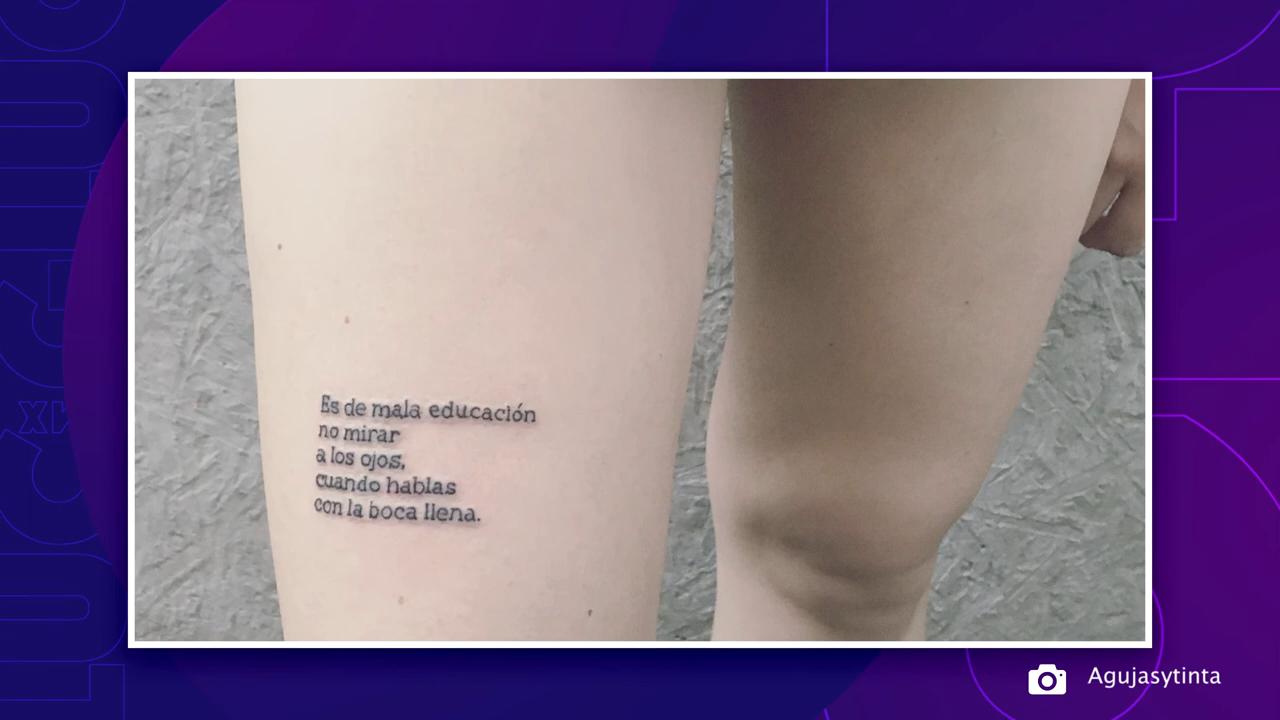 Es de mala educación
no mirar
a los ojos,
cuando hablas
con la boca llena.
Agujasytinta